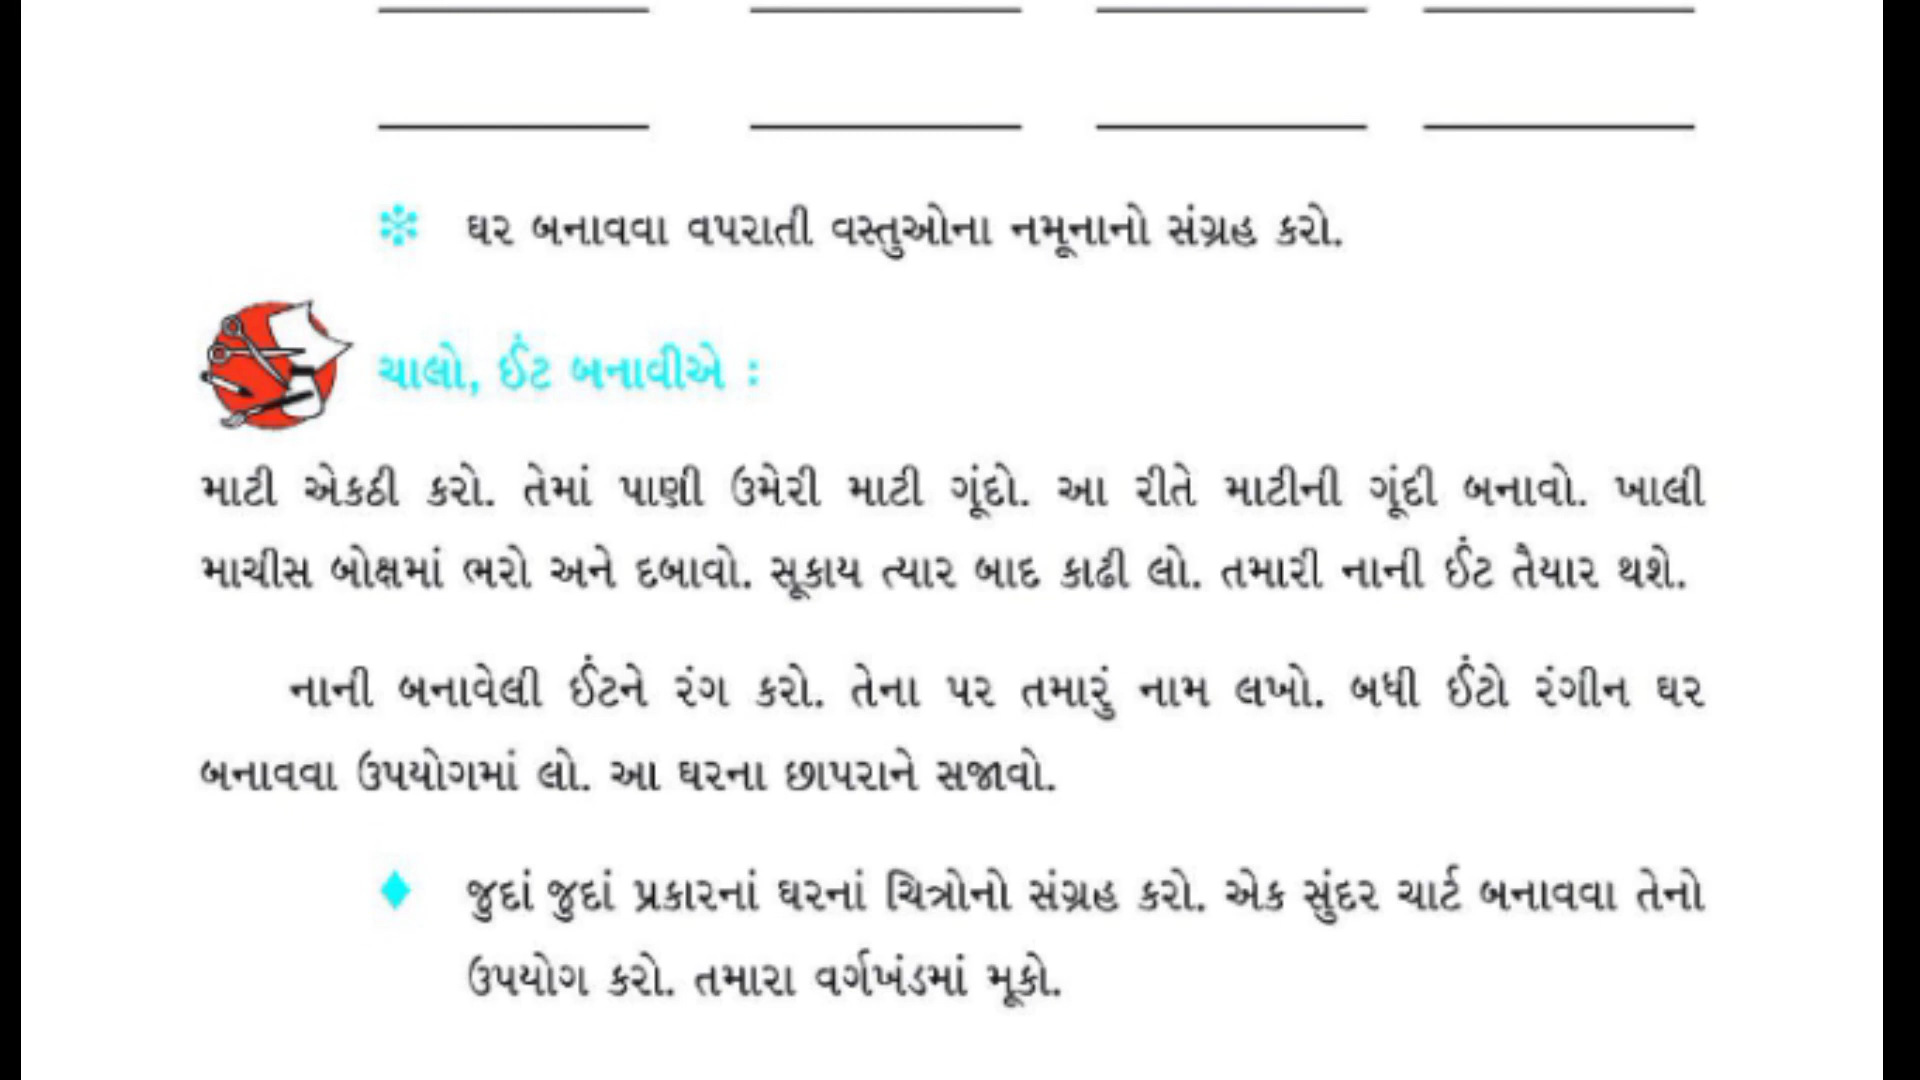 ❇ ઘર બનાવવા વપરાતી વસ્તુઓના નમૂનાનો સંગ્રહ કરો.
ચાલો, ઈંટ બનાવીએ :
માટી એકઠી કરો. તેમાં પાણી ઉમેરી માટી ગૂંદો. આ રીતે માટીની ગૂંદી બનાવો. ખાલી
માચીસ બોક્ષમાં ભરો અને દબાવો. સૂકાય ત્યાર બાદ કાઢી લો. તમારી નાની ઈંટ તૈયાર થશે.
નાની બનાવેલી ઈંટને રંગ કરો. તેના પર તમારું નામ લખો. બધી ઈંટો રંગીન ઘર
બનાવવા ઉપયોગમાં લો. આ ઘરના છાપરાને સજાવો.
♦ જુદાં જુદાં પ્રકારનાં ઘરનાં ચિત્રોનો સંગ્રહ કરો. એક સુંદર ચાર્ટ બનાવવા તેનો
ઉપયોગ કરો. તમારા વર્ગખંડમાં મૂકો.